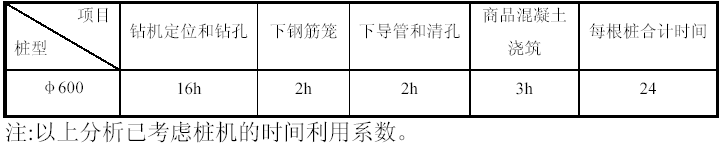 项目
桩型
钻机定位和钻孔
下钢筋笼
下导管和清孔
商品混凝土
浇筑
每根桩合计时间
φ600
16h
2h
2h
3h
24
注:以上分析已考虑桩机的时间利用系数。